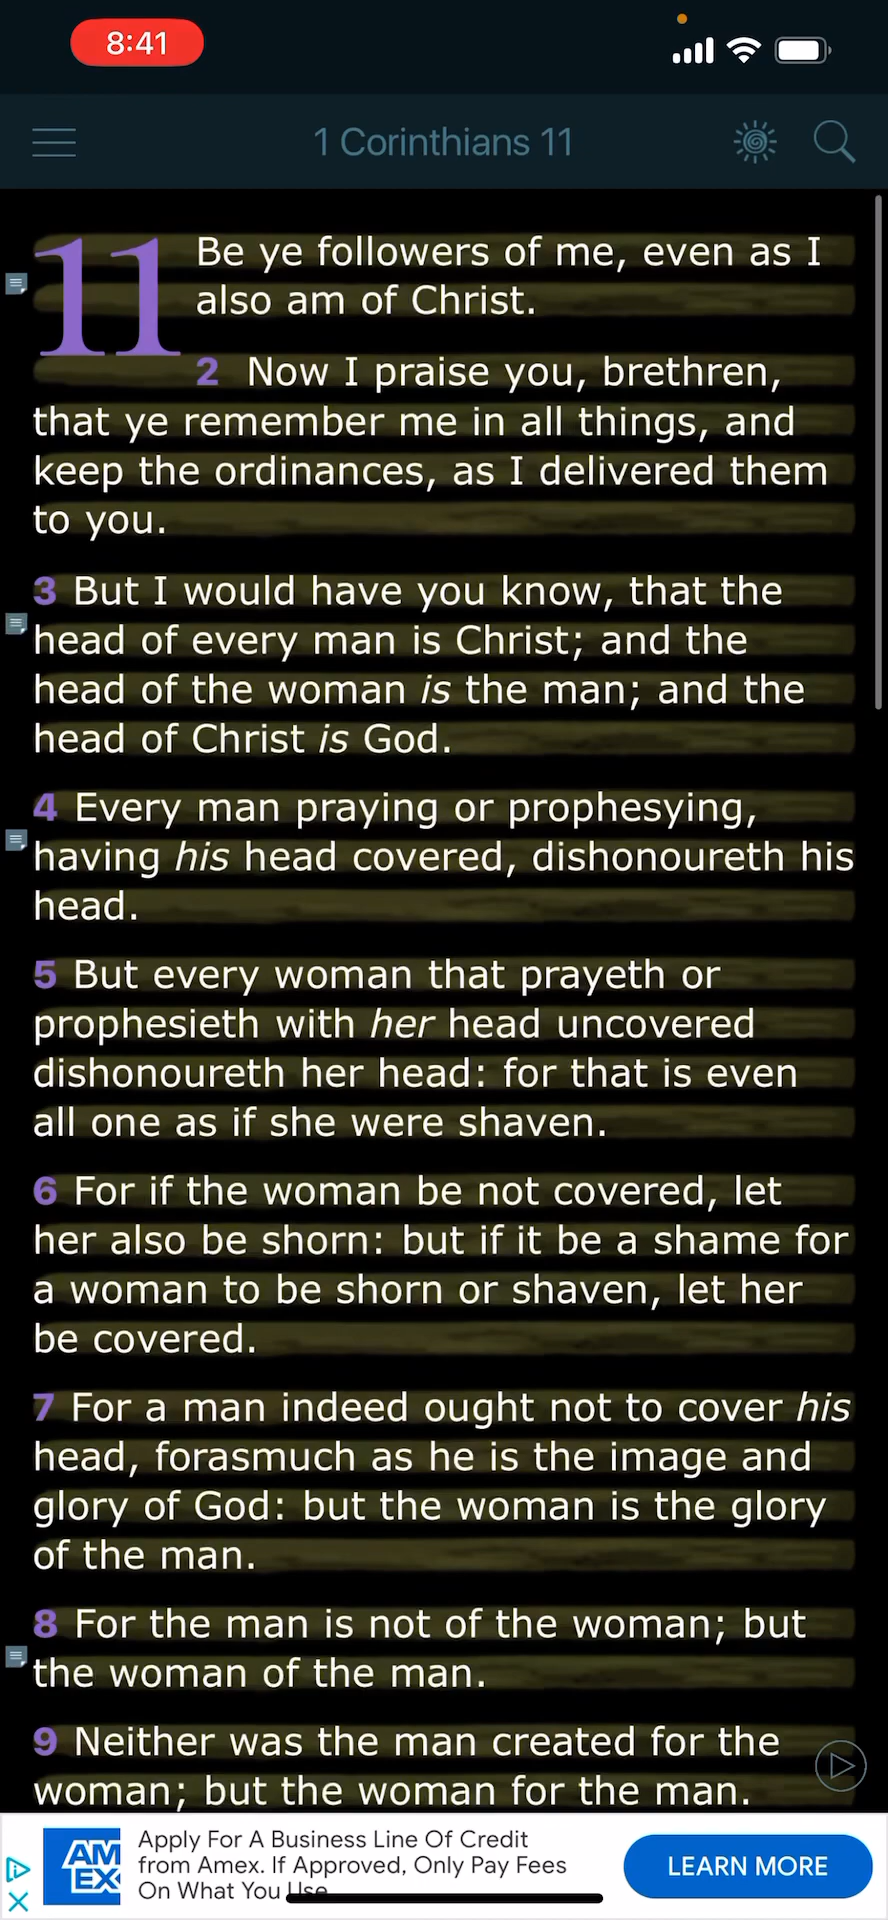 8:41
1 Corinthians 11
11 Be ye followers of me, even as I
also am of Christ.
2 Now I praise you, brethren,
that ye remember me in all things, and
keep the ordinances, as I delivered them
to you.
3 But I would have you know, that the
head of every man is Christ; and the
head of the woman is the man; and the
head of Christ is God.
4 Every man praying or prophesying,
having his head covered, dishonoureth his
head.
5 But every woman that prayeth or
prophesieth with her head uncovered
dishonoureth her head: for that is even
all one as if she were shaven.
6 For if the woman be not covered, let
her also be shorn: but if it be a shame for
a woman to be shorn or shaven, let her
be covered.
7 For a man indeed ought not to cover his
head, forasmuch as he is the image and
glory of God: but the woman is the glory
of the man.
8 For the man is not of the woman; but
the woman of the man.
9 Neither was the man created for the
woman; but the woman for the man.
AM
EX
Apply For A Business Line Of Credit
from Amex. If Approved, Only Pay Fees
On What You Use
LEARN MORE